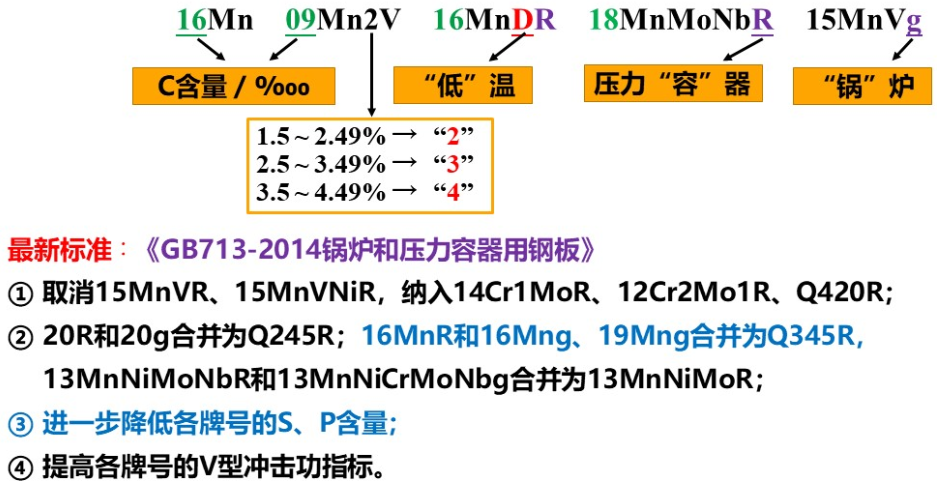 16Mn 09Mn2V 16MnDR 18MnMoNbR 15MnVg
C含量 / %oo “低”温 压力“容”器 “锅”炉
1.5 ~ 2.49% → “2”
2.5 ~ 3.49% → “3”
3.5 ~ 4.49% → “4”
最新标准：《GB713-2014锅炉和压力容器用钢板》
① 取消15MnVR、15MnVNiR，纳入14Cr1MoR、12Cr2Mo1R、Q420R；
② 20R和20g合并为Q245R；16MnR和16Mng、19Mng合并为Q345R，
13MnNiMoNbR和13MnNiCrMoNbg合并为13MnNiMoR；
③ 进一步降低各牌号的S、P含量；
④ 提高各牌号的V型冲击功指标。